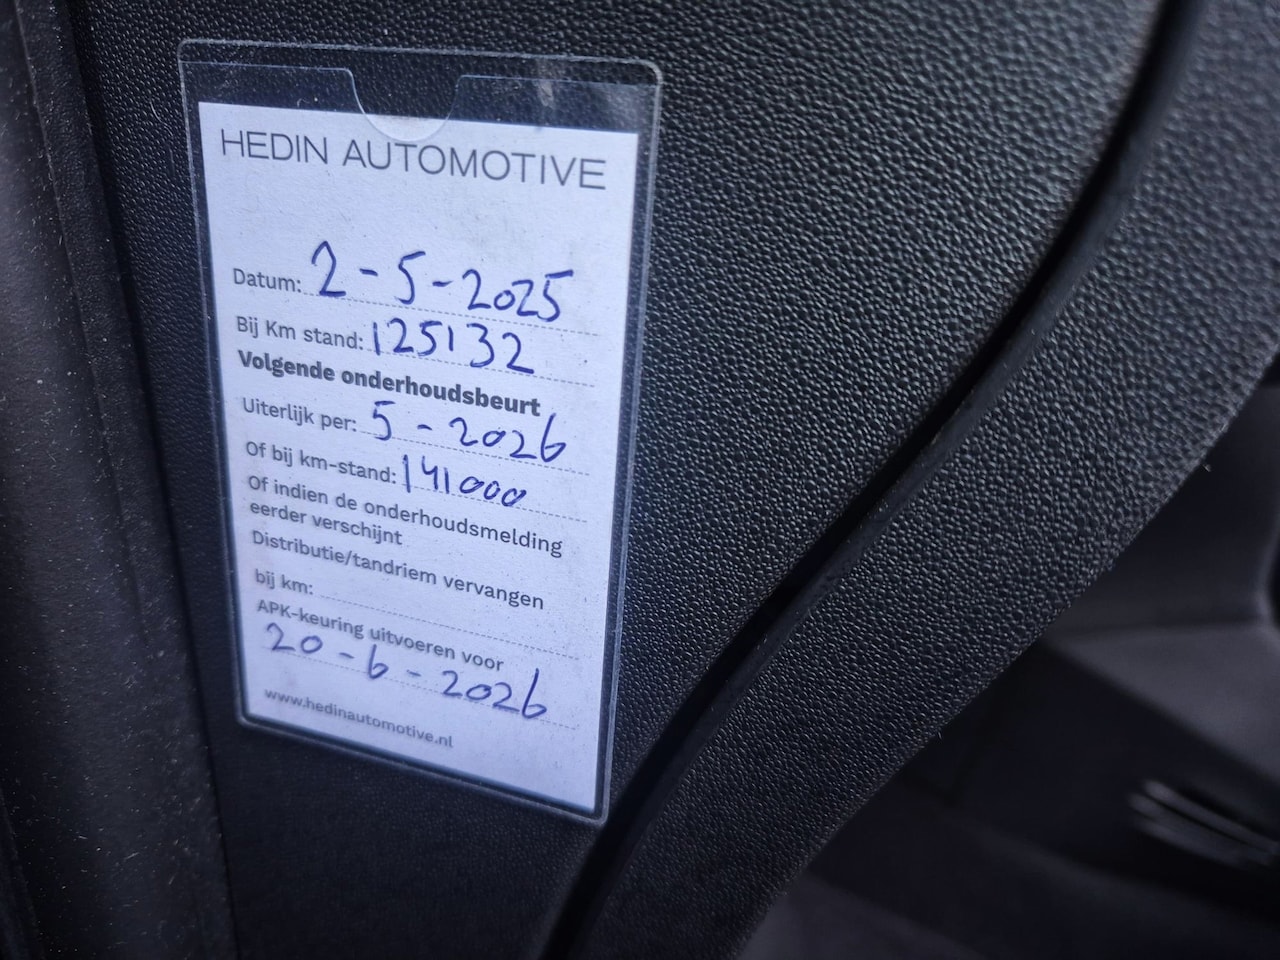 HEDIN AUTOMOTIVE
Datum: 2-5-2025
Bij Km stand: 125132
Volgende onderhoudsbeurt
Uiterlijk per: 5-2026
Of bij km-stand: 141000
Of indien de onderhoudsmelding
eerder verschijnt
Distributie/tandriem vervangen
bij km:
APK-keuring uitvoeren voor
20-6-2026
www.hedinautomotive.nl